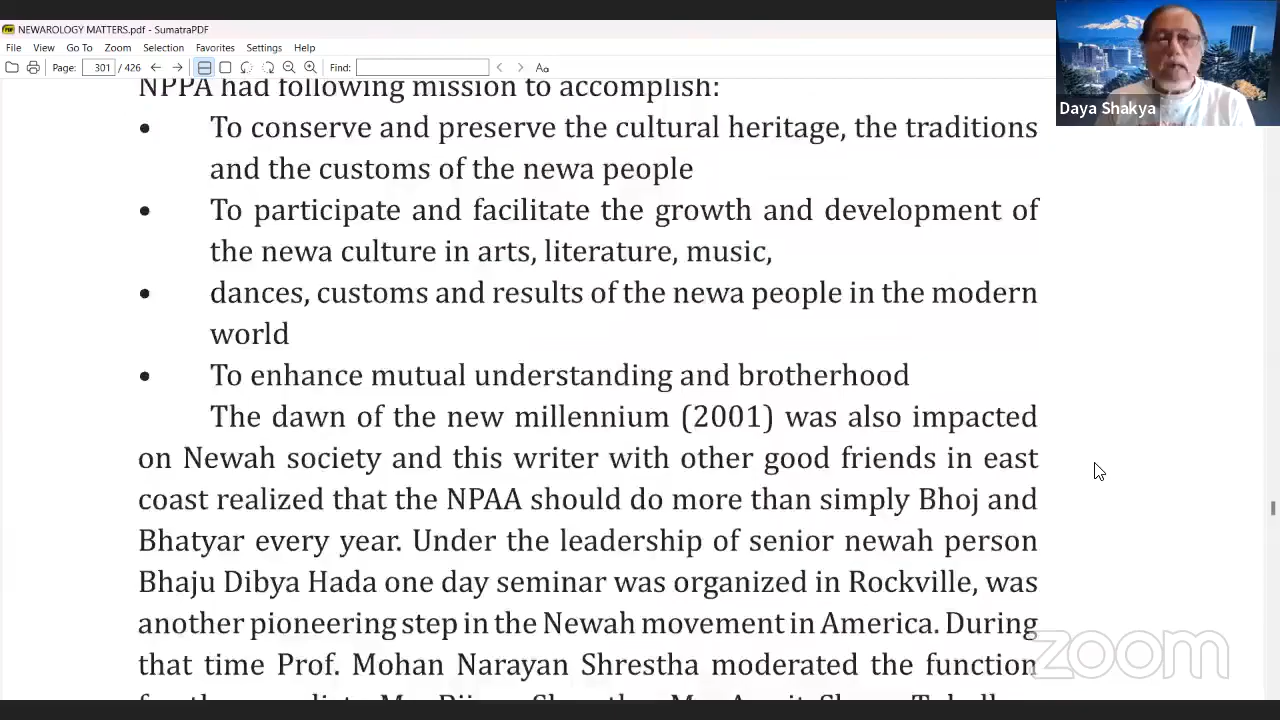 NEWAROLOGY MATTERS.pdf - SumatraPDF
File View Go To Zoom Selection Favorites Settings Help
Page: 301 / 426 Find: Aa
Daya Shakya
NPPA had following mission to accomplish:
• To conserve and preserve the cultural heritage, the traditions
and the customs of the newa people
• To participate and facilitate the growth and development of
the newa culture in arts, literature, music,
• dances, customs and results of the newa people in the modern
world
• To enhance mutual understanding and brotherhood
The dawn of the new millennium (2001) was also impacted
on Newah society and this writer with other good friends in east
coast realized that the NPAA should do more than simply Bhoj and
Bhatyar every year. Under the leadership of senior newah person
Bhaju Dibya Hada one day seminar was organized in Rockville, was
another pioneering step in the Newah movement in America. During
that time Prof. Mohan Narayan Shrestha moderated the function
zoom